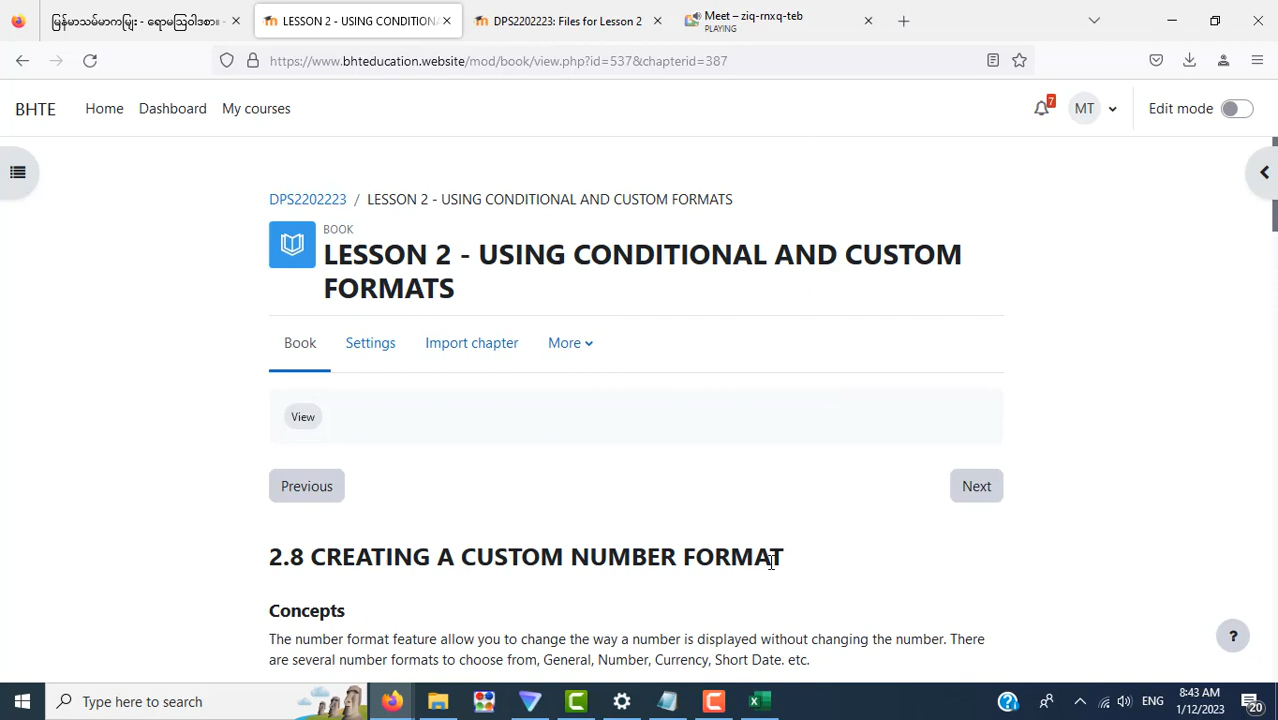 မြန်မာသမ်မာကမြျး - ရောမဩဝါဒစား
LESSON 2 - USING CONDITIONA
DPS2202223: Files for Lesson 2
Meet – ziq-rnxq-teb
PLAYING
https://www.bhteducation.website/mod/book/view.php?id=537&chapterid=387
BHTE Home Dashboard My courses 7 MT Edit mode
DPS2202223 / LESSON 2 - USING CONDITIONAL AND CUSTOM FORMATS
BOOK
LESSON 2 - USING CONDITIONAL AND CUSTOM
FORMATS
Book Settings Import chapter More
View
Previous Next
2.8 CREATING A CUSTOM NUMBER FORMAT
Concepts
The number format feature allow you to change the way a number is displayed without changing the number. There
are several number formats to choose from, General, Number, Currency, Short Date. etc.
?
Type here to search
ENG
8:43 AM
1/12/2023
20